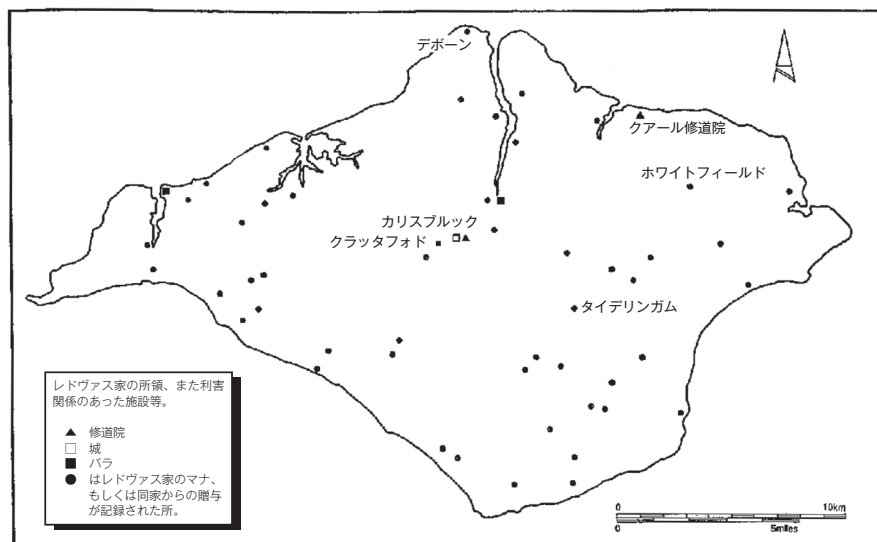 デボーン
クアール修道院
ホワイトフィールド
カリスブルック
クラッタフォド
タイデリンガム
レドヴァス家の所領、また利害
関係のあった施設等。
修道院
城
バラ
はレドヴァス家のマナ、
もしくは同家からの贈与
が記録された所。
0 10km
0 5miles